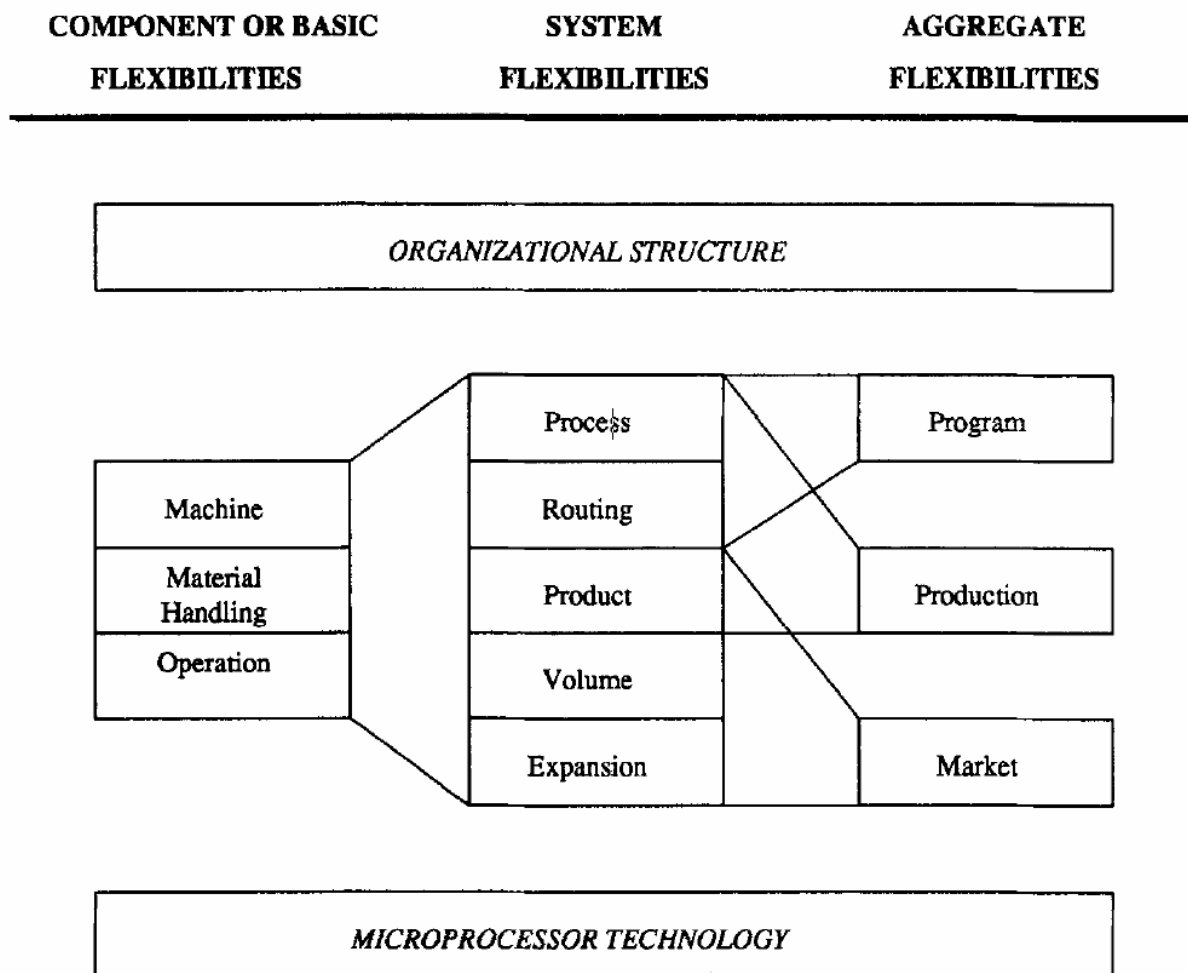 COMPONENT OR BASIC
FLEXIBILITIES
SYSTEM
FLEXIBILITIES
AGGREGATE
FLEXIBILITIES
ORGANIZATIONAL STRUCTURE
Machine
Material
Handling
Operation
Process
Routing
Product
Volume
Expansion
Program
Production
Market
MICROPROCESSOR TECHNOLOGY